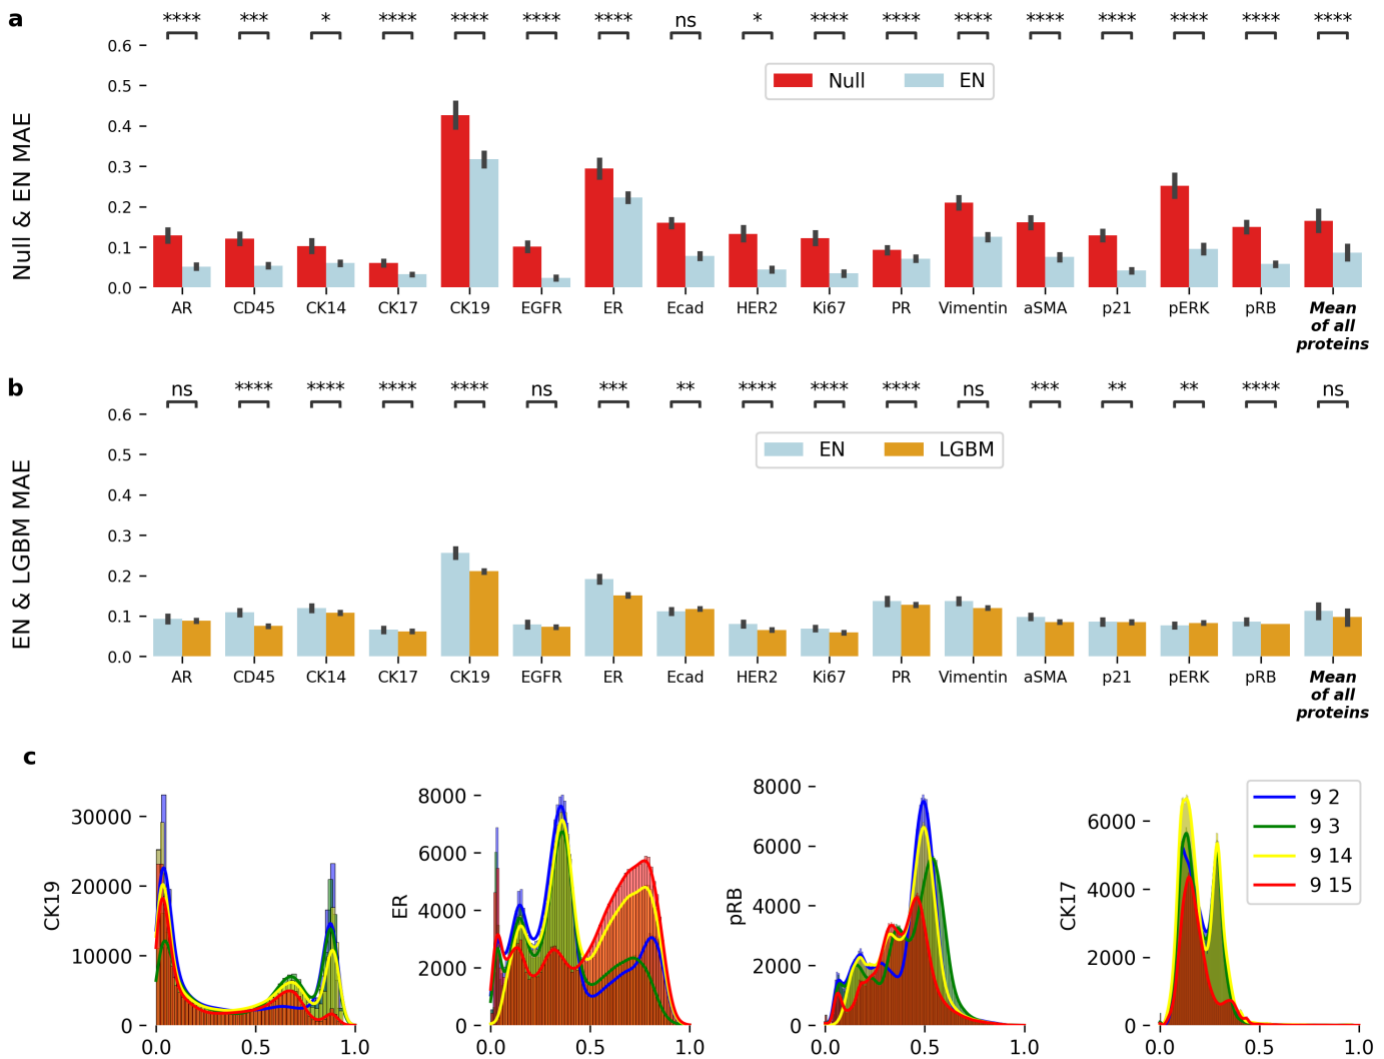 a
**** *** * **** **** **** **** ns * **** **** **** **** **** **** **** ****
Null & EN MAE
0.6
0.5
0.4
0.3
0.2
0.1
0.0
Null EN
AR CD45 CK14 CK17 CK19 EGFR ER Ecad HER2 Ki67 PR Vimentin aSMA p21 pERK pRB Mean
of all
proteins
b
ns **** **** **** **** ns *** ** **** **** **** ns *** ** ** **** ns
EN & LGBM MAE
0.6
0.5
0.4
0.3
0.2
0.1
0.0
EN LGBM
AR CD45 CK14 CK17 CK19 EGFR ER Ecad HER2 Ki67 PR Vimentin aSMA p21 pERK pRB Mean
of all
proteins
c
CK19
30000
20000
10000
0
0.0 0.5 1.0
ER
8000
6000
4000
2000
0
0.0 0.5 1.0
pRB
8000
6000
4000
2000
0
0.0 0.5 1.0
CK17
6000
4000
2000
0
0.0 0.5 1.0
9 2
9 3
9 14
9 15